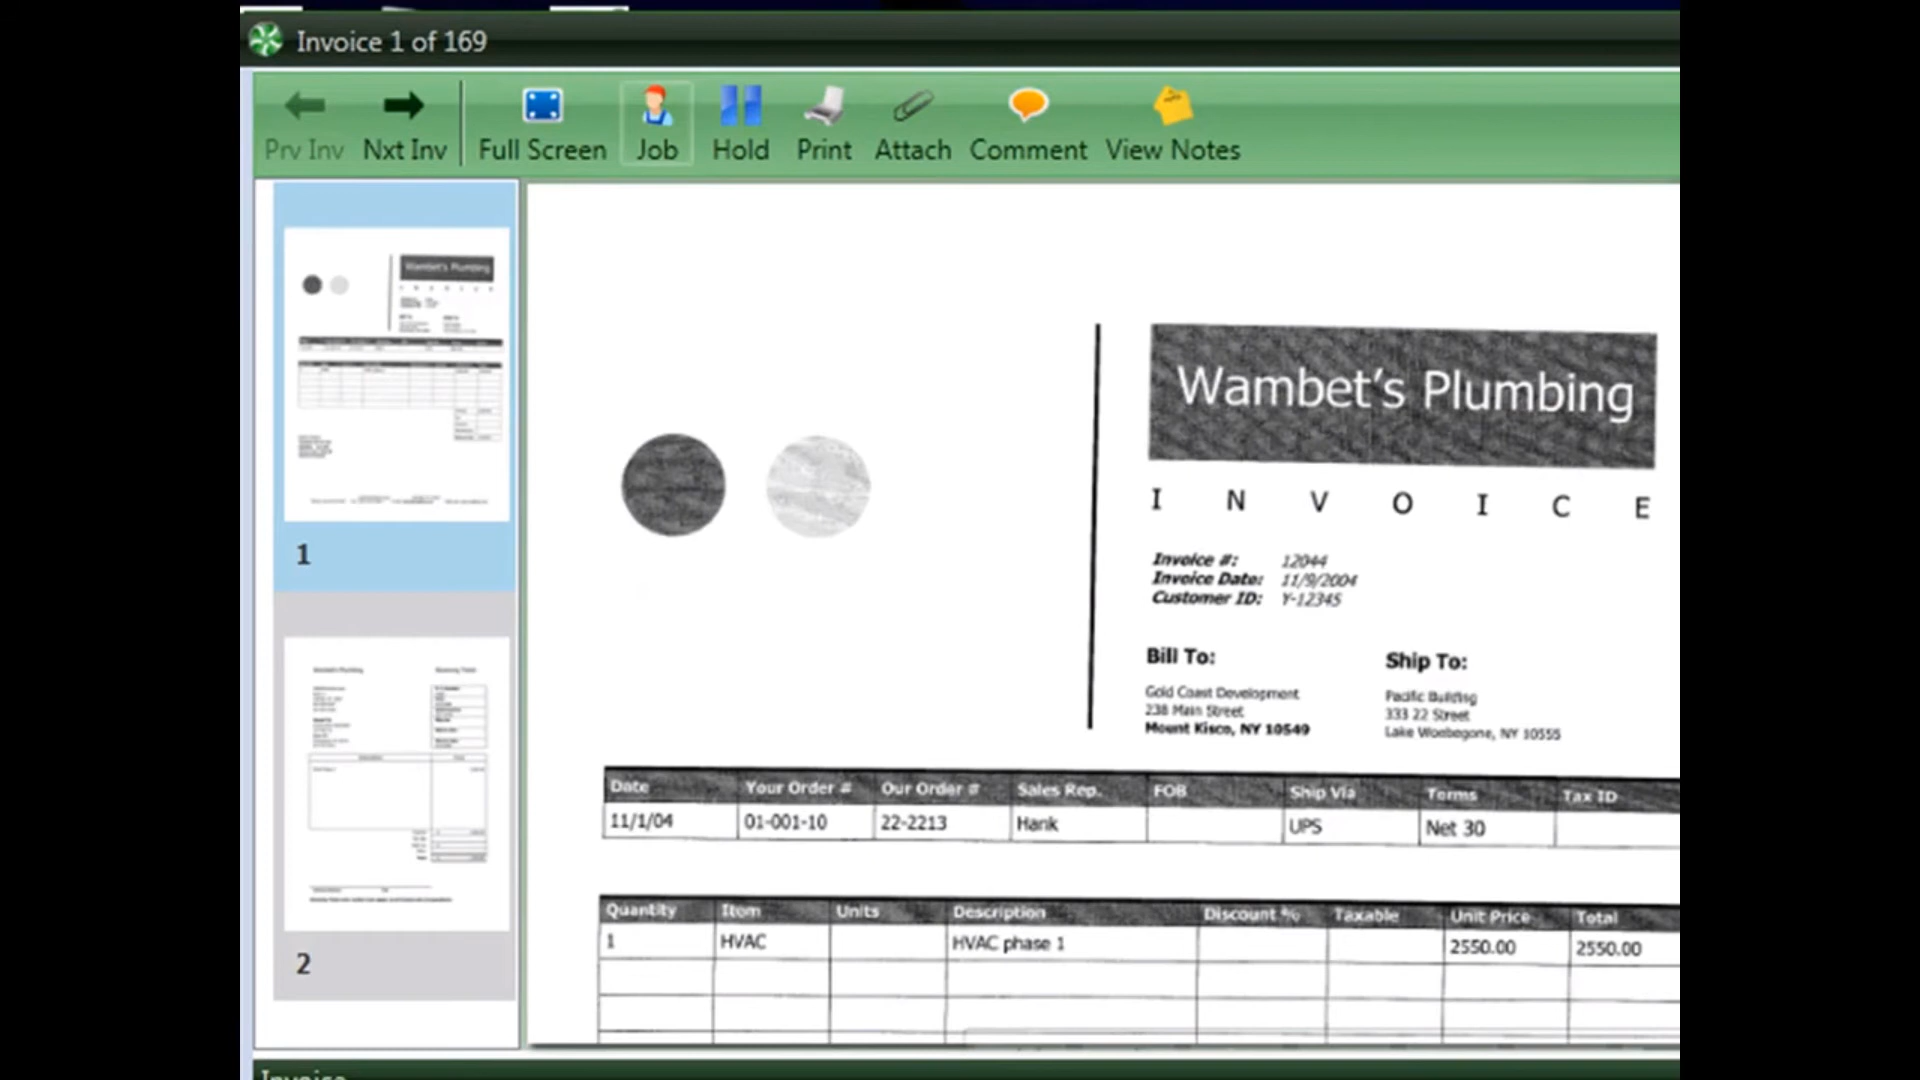 Invoice 1 of 169
Prv Inv
Nxt Inv
Full Screen
Job
Hold
Print
Attach
Comment
View Notes
Wambet's Plumbing
1
2
Wambet's Plumbing
I N V O I C E
Invoice #: 12044
Invoice Date: 11/9/2004
Customer ID: Y-12345
Bill To:
Gold Coast Development
238 Main Street
Mount Kisco, NY 10549
Ship To:
Pacific Building
333 22 Street
Lake Woebegone, NY 10555
Date Your Order # Our Order # Sales Rep. FOB Ship Via Terms Tax ID
11/1/04 01-001-10 22-2213 Hank UPS Net 30
Quantity Item Units Description Discount % Taxable Unit Price Total
1 HVAC HVAC phase 1 2550.00 2550.00
Invoice